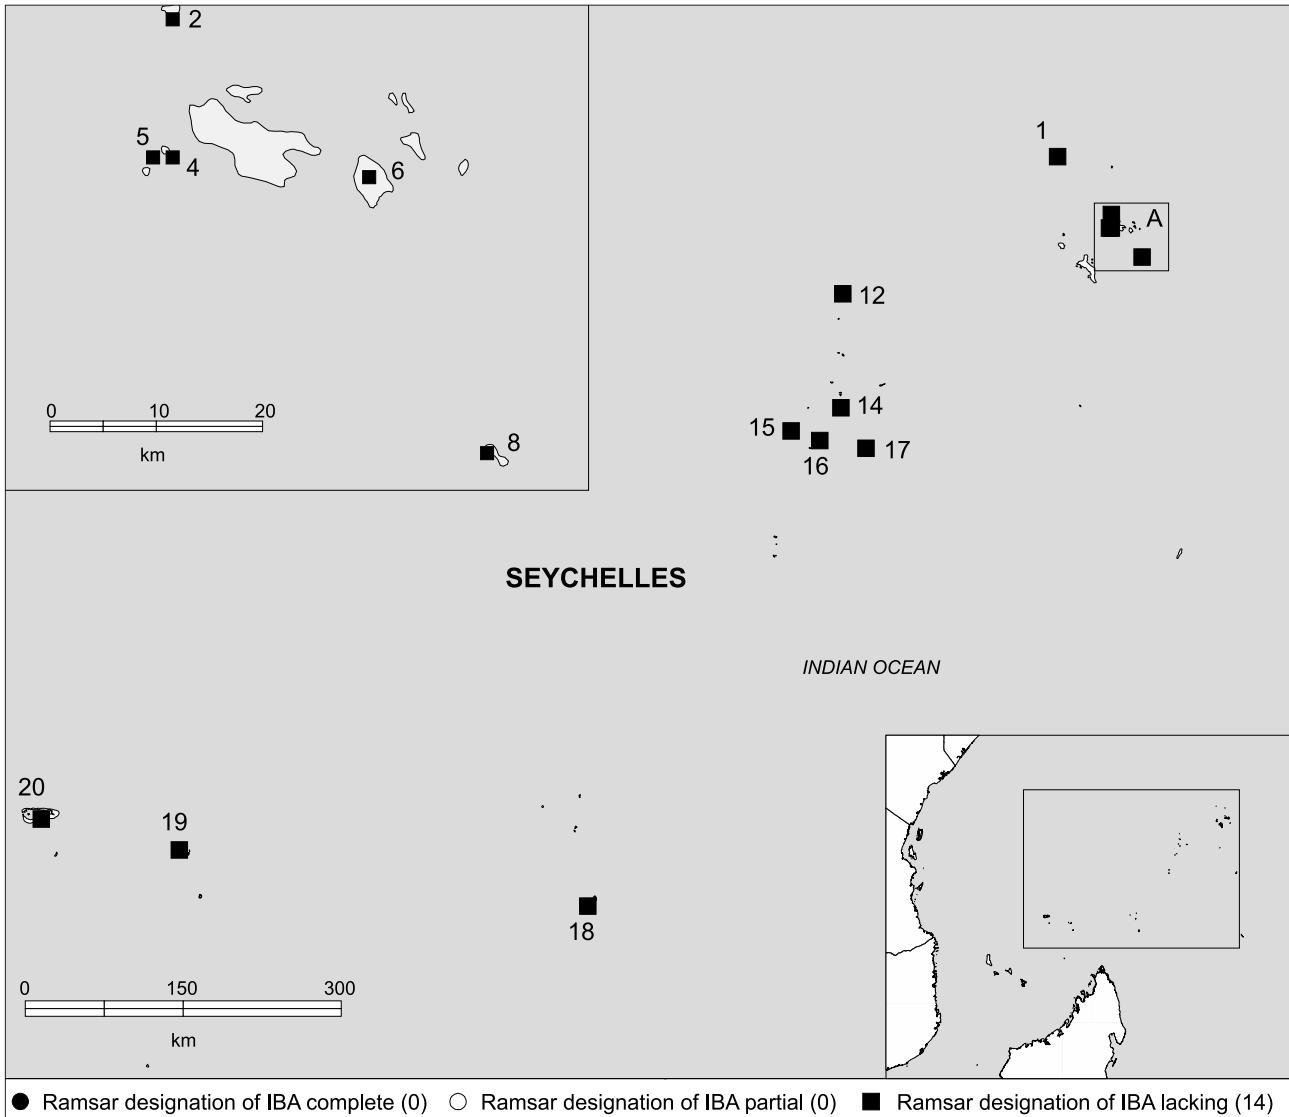 2
5
4
6
0 10 20
km
8
1
A
12
14
15
16
17
SEYCHELLES
INDIAN OCEAN
20
19
18
0 150 300
km
Ramsar designation of IBA complete (0) Ramsar designation of IBA partial (0) Ramsar designation of IBA lacking (14)